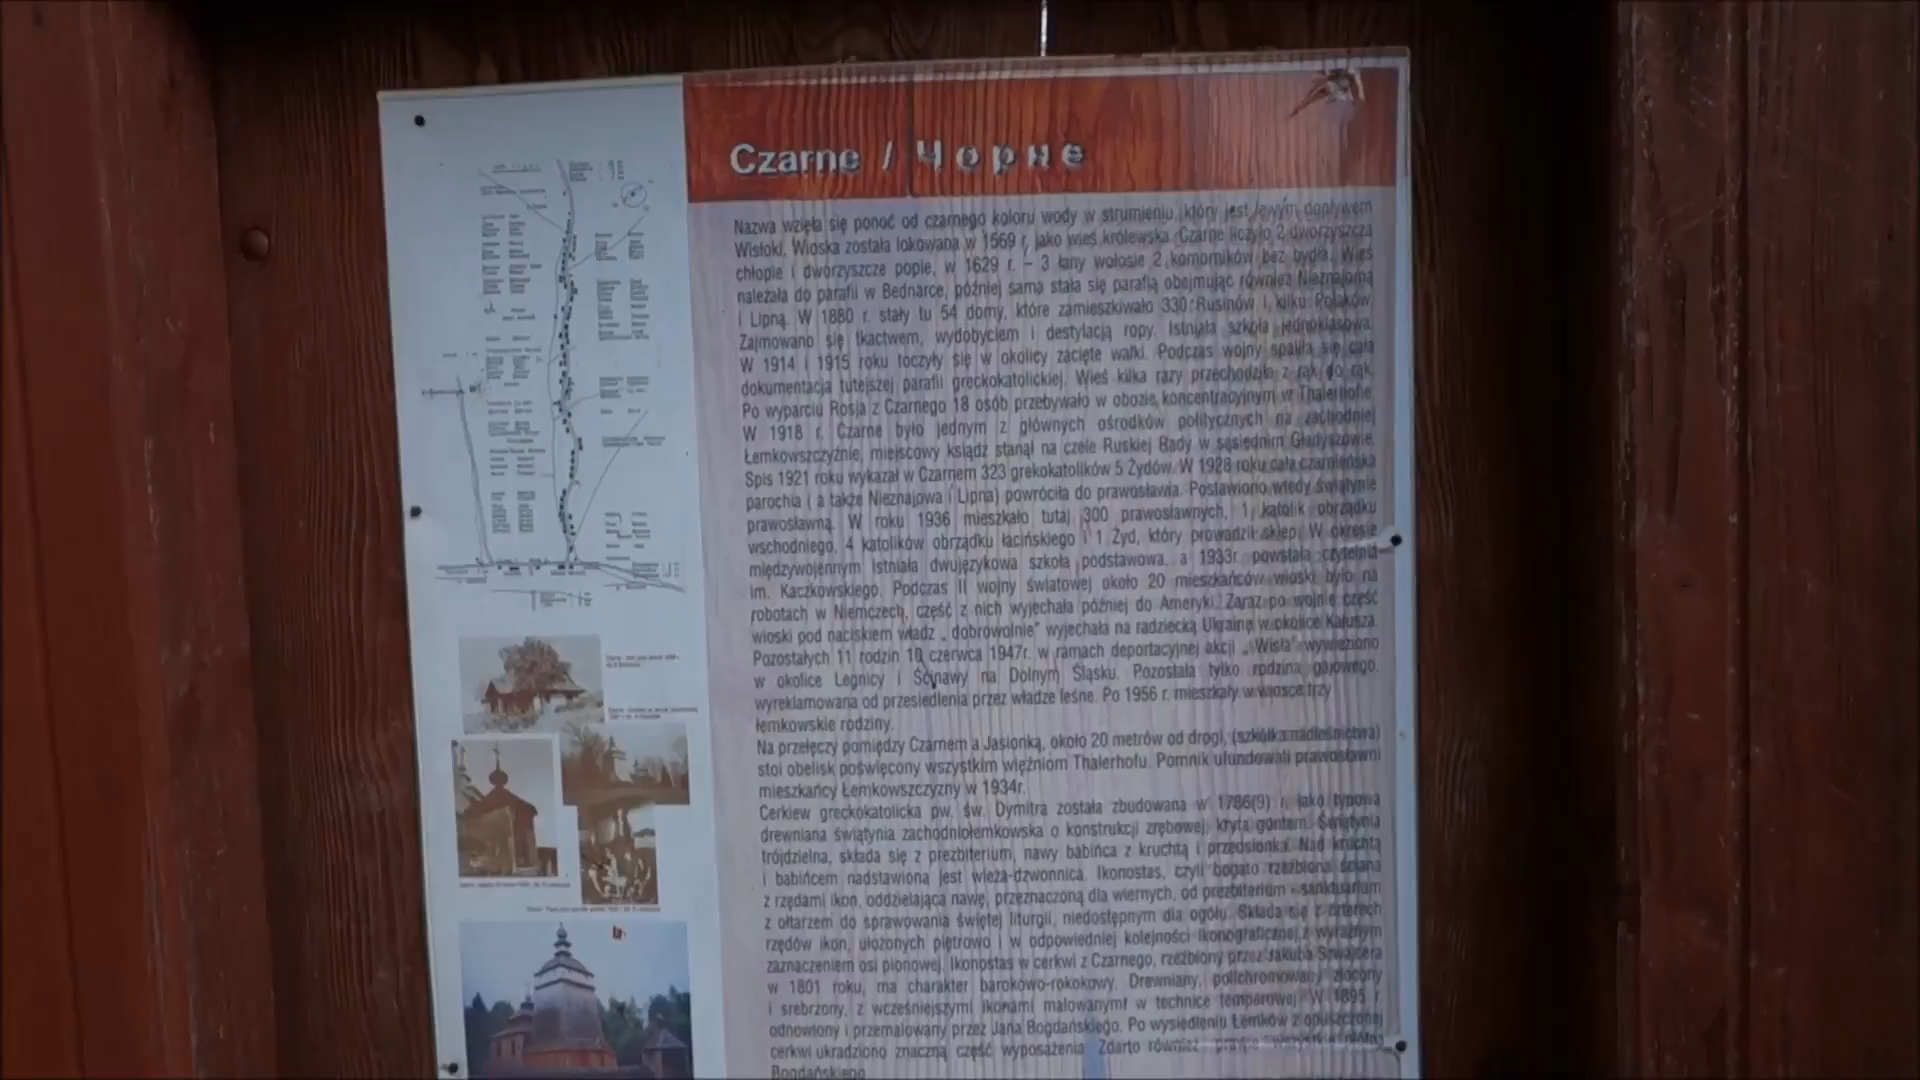 Czarne / Чорне
Nazwa wzięła się ponoć od czarnego koloru wody w strumieniu, który jest lewym dopływem
Wisłoki. Wioska została lokowana w 1569 r. jako wieś królewska. Czarne liczyło 2 dworzyszcza
chłopie i dworzyszcze popie, w 1629 r. – 3 łany wołosie 2 komorników bez bydła. Wieś
należała do parafii w Bednarce, później sama stała się parafią obejmując również Nieznajomą
i Lipną. W 1880 r. stały tu 54 domy, które zamieszkiwało 330 Rusinów i kilku Polaków.
Zajmowano się tkactwem, wydobyciem i destylacją ropy. Istniała szkoła jednoklasowa.
W 1914 i 1915 roku toczyły się w okolicy zacięte walki. Podczas wojny spaliła się cała
dokumentacja tutejszej parafii greckokatolickiej. Wieś kilka razy przechodziła z rąk do rąk.
Po wyparciu Rosja z Czarnego 18 osób przebywało w obozie koncentracyjnym w Thalerhofie.
W 1918 r. Czarne było jednym z głównych ośrodków politycznych na zachodniej
Łemkowszczyźnie, miejscowy ksiądz stanął na czele Ruskiej Rady w sąsiednim Gładyszowie.
Spis 1921 roku wykazał w Czarnem 323 grekokatolików 5 Żydów. W 1928 roku cała czarnieńska
parochia ( a także Nieznajowa i Lipna) powróciła do prawosławia. Postawiono wtedy świątynie
prawosławną. W roku 1936 mieszkało tutaj 300 prawosławnych, 1 katolik obrządku
wschodniego, 4 katolików obrządku łacińskiego i 1 Żyd, który prowadził sklep. W okresie
międzywojennym istniała dwujęzykowa szkoła podstawowa, a 1933r. powstała czytelnia
im. Kaczkowskiego. Podczas II wojny światowej około 20 mieszkańców wioski było na
robotach w Niemczech, część z nich wyjechała później do Ameryki. Zaraz po wojnie część
wioski pod naciskiem władz „ dobrowolnie” wyjechała na radziecką Ukrainę w okolice Kałusza.
Pozostałych 11 rodzin 10 czerwca 1947r. w ramach deportacyjnej akcji „Wisła” wywieziono
w okolice Legnicy i Ścinawy na Dolnym Śląsku. Pozostała tylko rodzina gajowego,
wyreklamowana od przesiedlenia przez władze leśne. Po 1956 r. mieszkały w wiosce trzy
łemkowskie rodziny.
Na przełęczy pomiędzy Czarnem a Jasionką, około 20 metrów od drogi, (szkółka nadleśnictwa)
stoi obelisk poświęcony wszystkim więźniom Thalerhofu. Pomnik ufundowali prawosławni
mieszkańcy Łemkowszczyzny w 1934r.
Cerkiew greckokatolicka pw. św. Dymitra została zbudowana w 1786(9) r. jako typowa
drewniana świątynia zachodniołemkowska o konstrukcji zrębowej, kryta gontem. Świątynia
trójdzielna, składa się z prezbiterium, nawy babińca z kruchtą i przedsionka. Nad kruchtą
i babińcem nadstawiona jest wieża-dzwonnica. Ikonostas, czyli bogato rzeźbiona ściana
z rzędami ikon, oddzielająca nawę, przeznaczoną dla wiernych, od prezbiterium - sanktuarium
z ołtarzem do sprawowania świętej liturgii, niedostępnym dla ogółu. Składa się z czterech
rzędów ikon, ułożonych piętrowo i w odpowiedniej kolejności ikonograficznej z wyraźnym
zaznaczeniem osi pionowej. Ikonostas w cerkwi z Czarnego, rzeźbiony przez Jakuba Szwajcera
w 1801 roku, ma charakter barokowo-rokokowy. Drewniany, polichromowany złocony
i srebrzony, z wcześniejszymi ikonami malowanymi w technice temperowej. W 1895 r.
odnowiony i przemalowany przez Jana Bogdańskiego. Po wysiedleniu Łemków z opuszczonej
cerkwi ukradziono znaczną część wyposażenia. Zdarto również prawie wszystkie płótna
Bogdańskiego